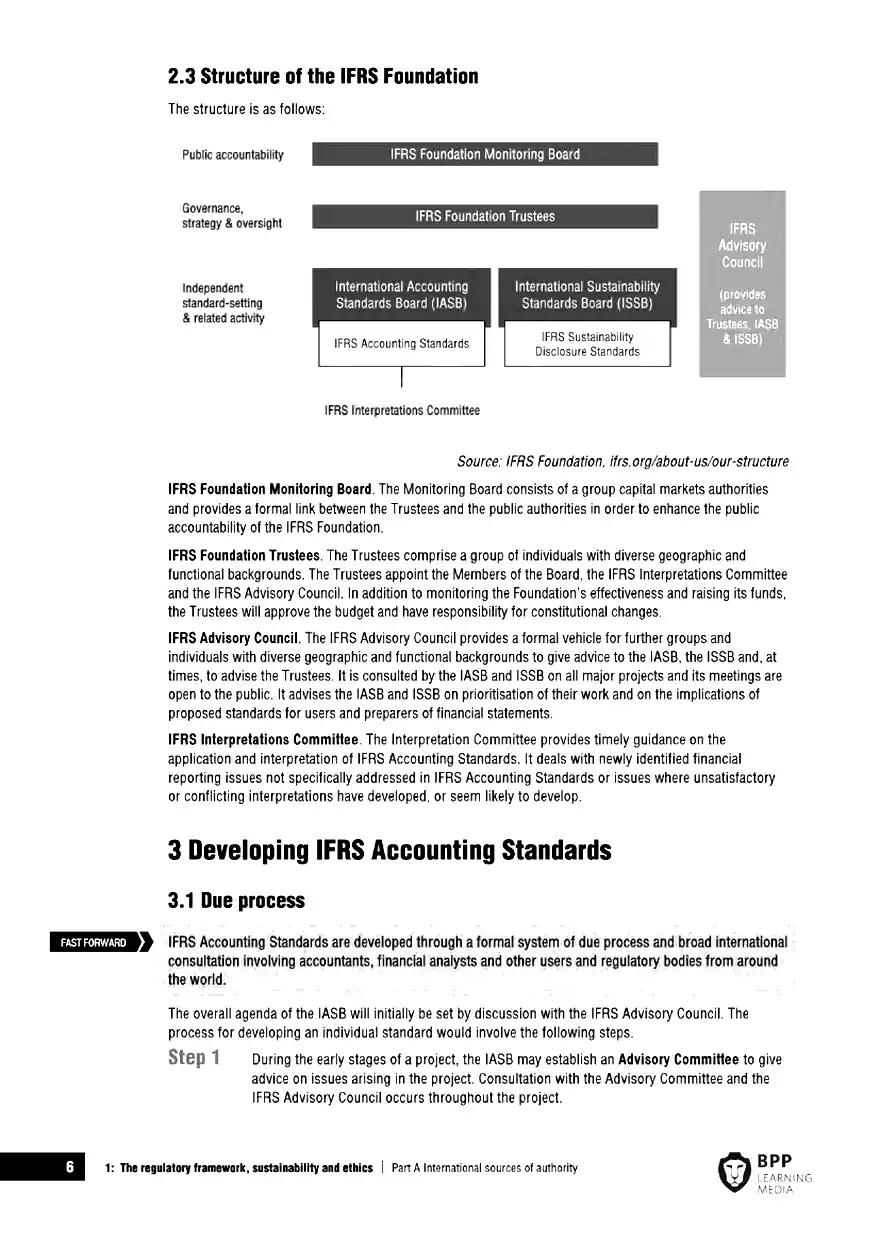 2.3 Structure of the IFRS Foundation
The structure is as follows:
Public accountability
IFRS Foundation Monitoring Board
Governance,
strategy & oversight
IFRS Foundation Trustees
Independent
standard-setting
& related activity
International Accounting
Standards Board (IASB)
IFRS Accounting Standards
IFRS Interpretations Committee
International Sustainability
Standards Board (ISSB)
IFRS Sustainability
Disclosure Standards
IFRS
Advisory
Council
(provides
advice to
Trustees, IASB
& ISSB)
Source: IFRS Foundation, ifrs.org/about-us/our-structure
IFRS Foundation Monitoring Board. The Monitoring Board consists of a group capital markets authorities
and provides a formal link between the Trustees and the public authorities in order to enhance the public
accountability of the IFRS Foundation.
IFRS Foundation Trustees. The Trustees comprise a group of individuals with diverse geographic and
functional backgrounds. The Trustees appoint the Members of the Board, the IFRS Interpretations Committee
and the IFRS Advisory Council. In addition to monitoring the Foundation's effectiveness and raising its funds,
the Trustees will approve the budget and have responsibility for constitutional changes.
IFRS Advisory Council. The IFRS Advisory Council provides a formal vehicle for further groups and
individuals with diverse geographic and functional backgrounds to give advice to the IASB, the ISSB and, at
times, to advise the Trustees. It is consulted by the IASB and ISSB on all major projects and its meetings are
open to the public. It advises the IASB and ISSB on prioritisation of their work and on the implications of
proposed standards for users and preparers of financial statements.
IFRS Interpretations Committee. The Interpretation Committee provides timely guidance on the
application and interpretation of IFRS Accounting Standards. It deals with newly identified financial
reporting issues not specifically addressed in IFRS Accounting Standards or issues where unsatisfactory
or conflicting interpretations have developed, or seem likely to develop.
3 Developing IFRS Accounting Standards
3.1 Due process
FAST FORWARD
IFRS Accounting Standards are developed through a formal system of due process and broad international
consultation involving accountants, financial analysts and other users and regulatory bodies from around
the world.
The overall agenda of the IASB will initially be set by discussion with the IFRS Advisory Council. The
process for developing an individual standard would involve the following steps.
Step 1 During the early stages of a project, the IASB may establish an Advisory Committee to give
advice on issues arising in the project. Consultation with the Advisory Committee and the
IFRS Advisory Council occurs throughout the project.
6 1: The regulatory framework, sustainability and ethics | Part A International sources of authority
BPP
LEARNING
MEDIA